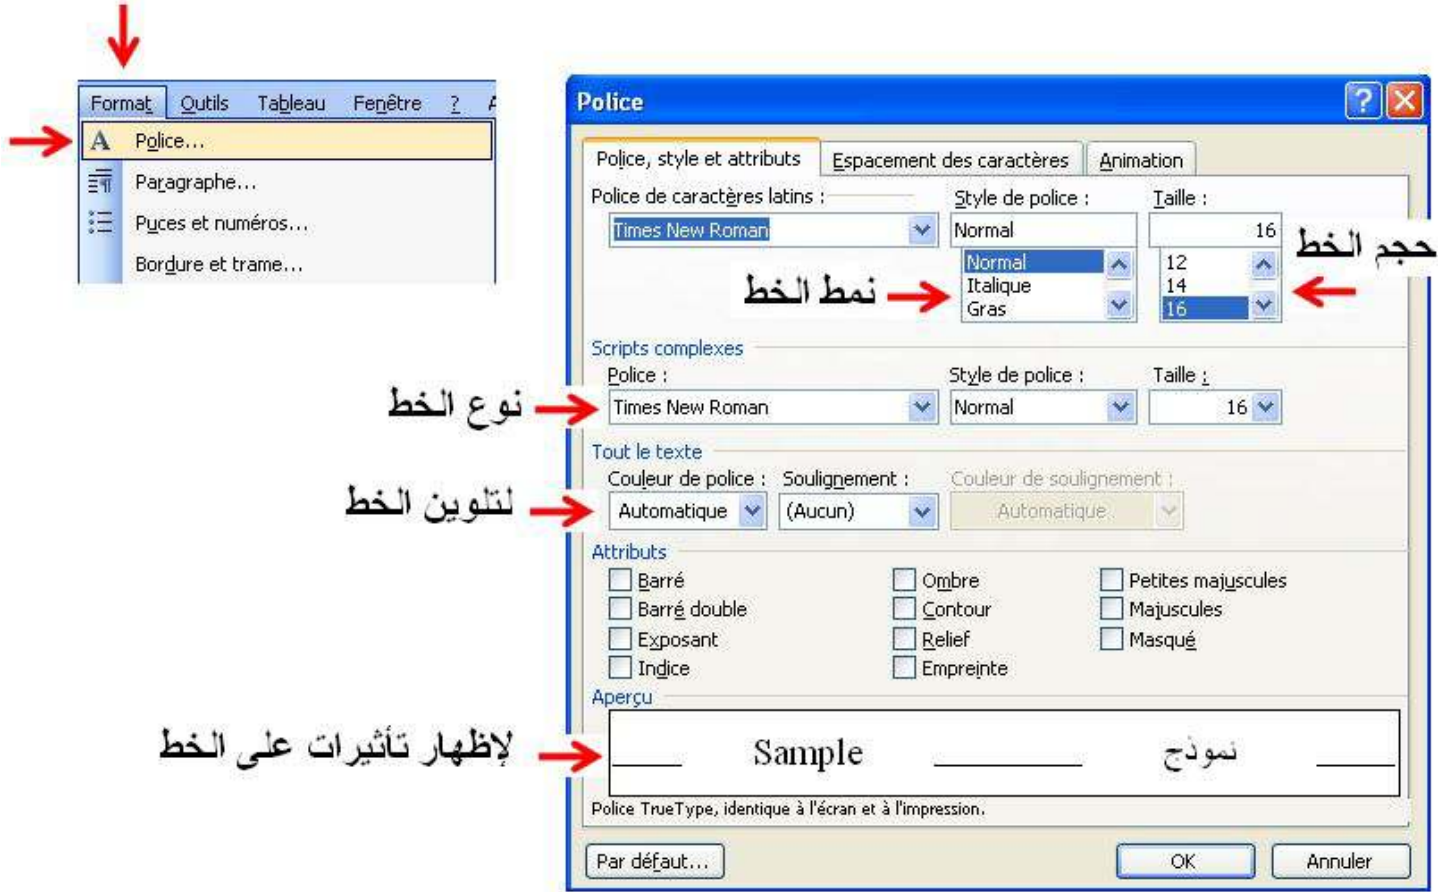 Format Outils Tableau Fenêtre ?
Police...
Paragraphe...
Puces et numéros...
Bordure et trame...
Police
Police, style et attributs Espacement des caractères Animation
Police de caractères latins : Style de police : Taille :
Times New Roman Normal 16
Normal 12
Italique 14
Gras 16
حجم الخط
نمط الخط
Scripts complexes
Police : Style de police : Taille :
Times New Roman Normal 16
نوع الخط
Tout le texte
Couleur de police : Soulignement : Couleur de soulignement :
Automatique (Aucun) Automatique
لتلوين الخط
Attributs
Barré Ombre Petites majuscules
Barré double Contour Majuscules
Exposant Relief Masqué
Indice Empreinte
Aperçu
Sample نموذج
لإظهار تأثيرات على الخط
Police TrueType, identique à l'écran et à l'impression.
Par défaut... OK Annuler